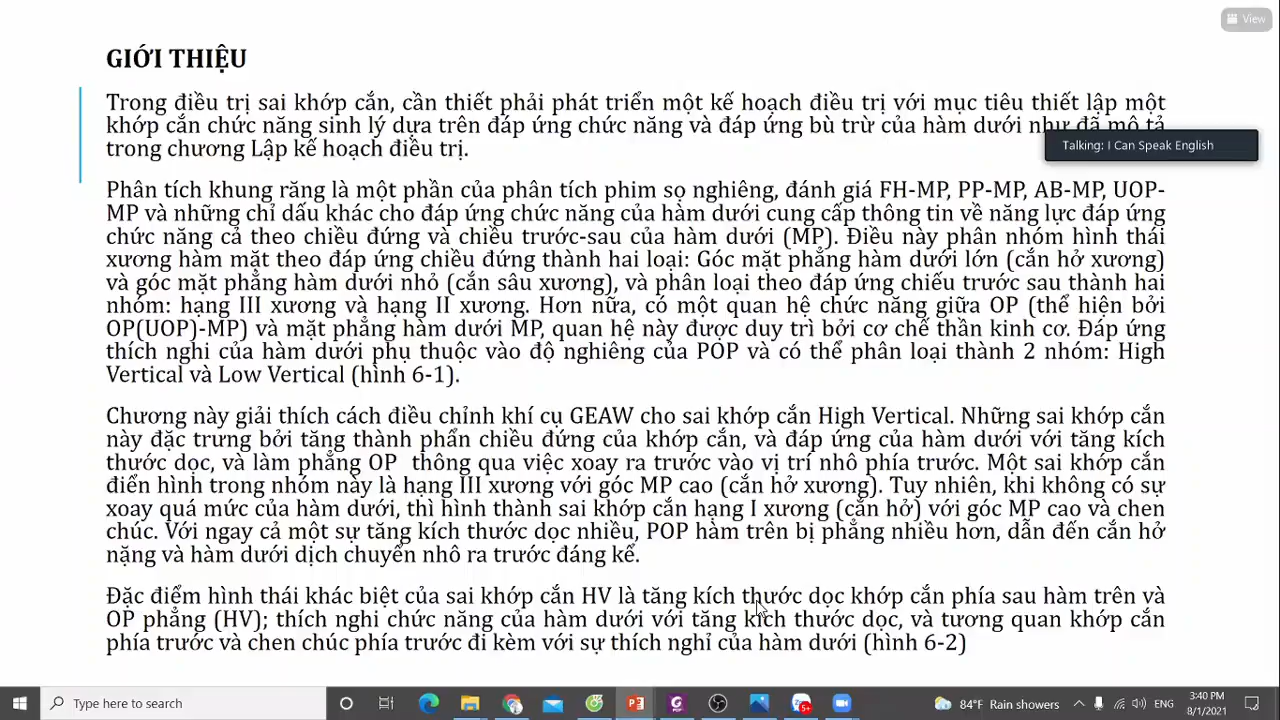 View
GIỚI THIỆU
Trong điều trị sai khớp cắn, cần thiết phải phát triển một kế hoạch điều trị với mục tiêu thiết lập một
khớp cắn chức năng sinh lý dựa trên đáp ứng chức năng và đáp ứng bù trừ của hàm dưới như đã mô tả
trong chương Lập kế hoạch điều trị.
Talking: I Can Speak English
Phân tích khung răng là một phần của phân tích phim sọ nghiêng, đánh giá FH-MP, PP-MP, AB-MP, UOP-
MP và những chỉ dấu khác cho đáp ứng chức năng của hàm dưới cung cấp thông tin về năng lực đáp ứng
chức năng cả theo chiều đứng và chiều trước-sau của hàm dưới (MP). Điều này phân nhóm hình thái
xương hàm mặt theo đáp ứng chiều đứng thành hai loại: Góc mặt phẳng hàm dưới lớn (cắn hở xương)
và góc mặt phẳng hàm dưới nhỏ (cắn sâu xương), và phân loại theo đáp ứng chiếu trước sau thành hai
nhóm: hạng III xương và hạng II xương. Hơn nữa, có một quan hệ chức năng giữa OP (thể hiện bởi
OP(UOP)-MP) và mặt phẳng hàm dưới MP, quan hệ này được duy trì bởi cơ chế thần kinh cơ. Đáp ứng
thích nghi của hàm dưới phụ thuộc vào độ nghiêng của POP và có thể phân loại thành 2 nhóm: High
Vertical và Low Vertical (hình 6-1).
Chương này giải thích cách điều chỉnh khí cụ GEAW cho sai khớp cắn High Vertical. Những sai khớp cắn
này đặc trưng bởi tăng thành phần chiều đứng của khớp cắn, và đáp ứng của hàm dưới với tăng kích
thước dọc, và làm phẳng OP thông qua việc xoay ra trước vào vị trí nhô phía trước. Một sai khớp cắn
điển hình trong nhóm này là hạng III xương với góc MP cao (cắn hở xương). Tuy nhiên, khi không có sự
xoay quá mức của hàm dưới, thì hình thành sai khớp cắn hạng I xương (cắn hở) với góc MP cao và chen
chúc. Với ngay cả một sự tăng kích thước dọc nhiều, POP hàm trên bị phẳng nhiều hơn, dẫn đến cắn hở
nặng và hàm dưới dịch chuyển nhô ra trước đáng kể.
Đặc điểm hình thái khác biệt của sai khớp cắn HV là tăng kích thước dọc khớp cắn phía sau hàm trên và
OP phẳng (HV); thích nghi chức năng của hàm dưới với tăng kích thước dọc, và tương quan khớp cắn
phía trước và chen chúc phía trước đi kèm với sự thích nghỉ của hàm dưới (hình 6-2)
Type here to search
84°F Rain showers
ENG
3:40 PM
8/1/2021